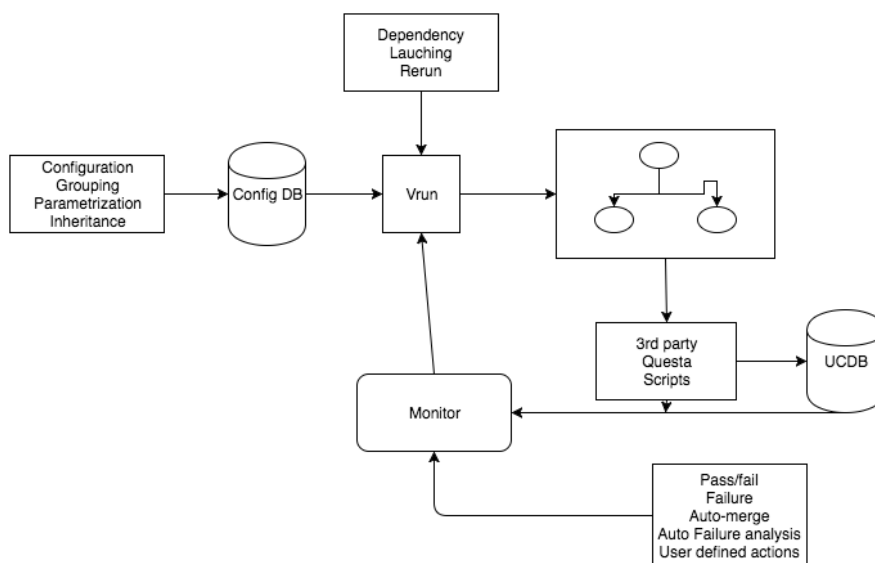 Dependency
Lauching
Rerun
Configuration
Grouping
Parametrization
Inheritance
Config DB
Vrun
3rd party
Questa
Scripts
UCDB
Monitor
Pass/fail
Failure
Auto-merge
Auto Failure analysis
User defined actions